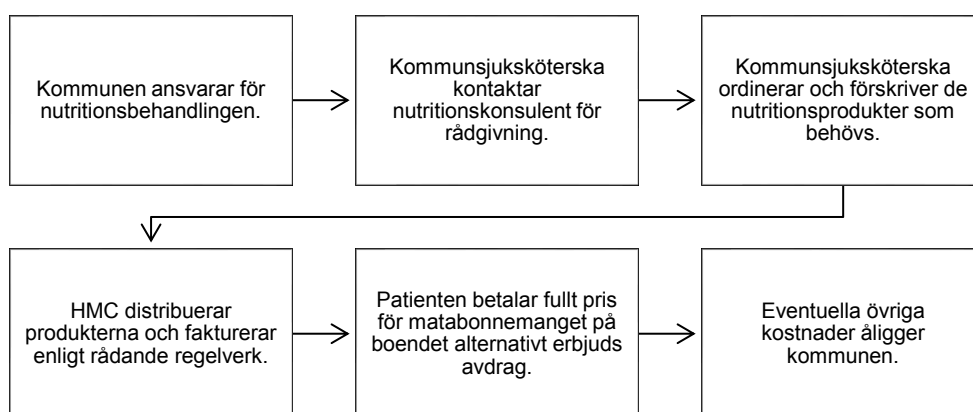 Kommunen ansvarar för
nutritionsbehandlingen.
Kommunsjuksköterska
kontaktar
nutritionskonsulent för
rådgivning.
Kommunsjuksköterska
ordinerar och förskriver de
nutritionsprodukter som
behövs.
HMC distribuerar
produkterna och fakturerar
enligt rådande regelverk.
Patienten betalar fullt pris
för matabonnemanget på
boendet alternativt erbjuds
avdrag.
Eventuella övriga
kostnader åligger
kommunen.